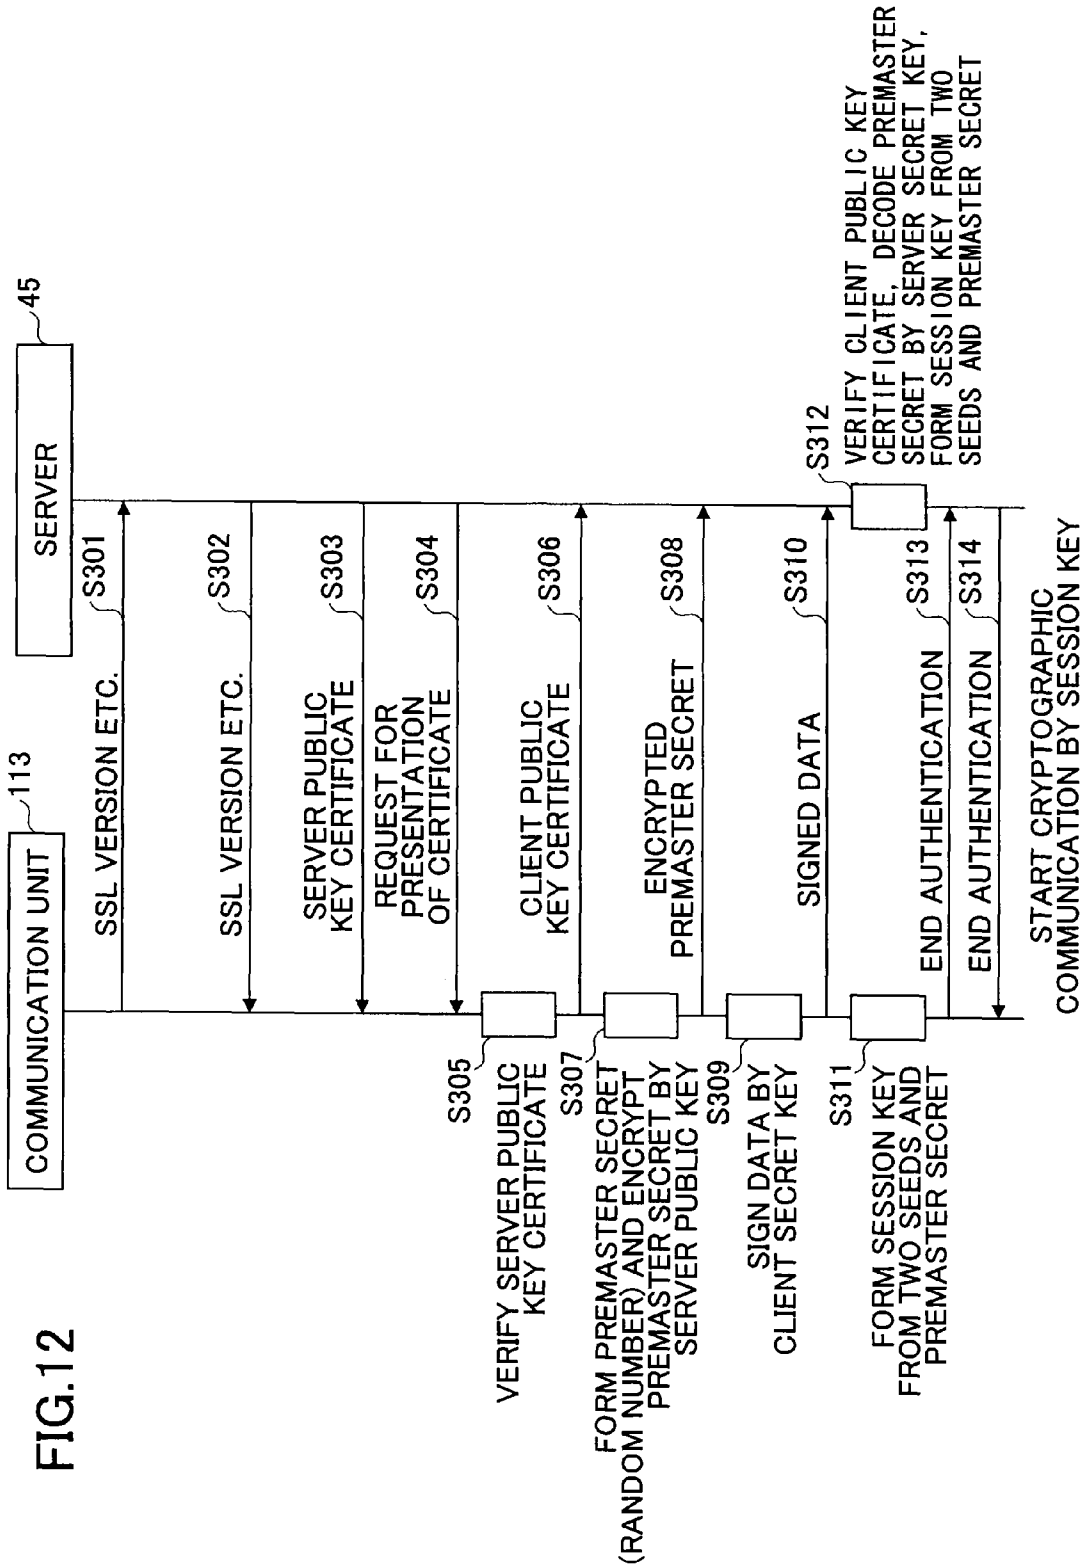 FIG.12
COMMUNICATION UNIT
113
SERVER
45
SSL VERSION ETC.
S301
SSL VERSION ETC.
S302
SERVER PUBLIC
KEY CERTIFICATE
S303
REQUEST FOR
PRESENTATION
OF CERTIFICATE
S304
S305
VERIFY SERVER PUBLIC
KEY CERTIFICATE
CLIENT PUBLIC
KEY CERTIFICATE
S306
S307
FORM PREMASTER SECRET
(RANDOM NUMBER) AND ENCRYPT
PREMASTER SECRET BY
SERVER PUBLIC KEY
ENCRYPTED
PREMASTER SECRET
S308
S309
SIGN DATA BY
CLIENT SECRET KEY
SIGNED DATA
S310
S311
FORM SESSION KEY
FROM TWO SEEDS AND
PREMASTER SECRET
S312
VERIFY CLIENT PUBLIC KEY
CERTIFICATE, DECODE PREMASTER
SECRET BY SERVER SECRET KEY,
FORM SESSION KEY FROM TWO
SEEDS AND PREMASTER SECRET
END AUTHENTICATION
S313
END AUTHENTICATION
S314
START CRYPTOGRAPHIC
COMMUNICATION BY SESSION KEY